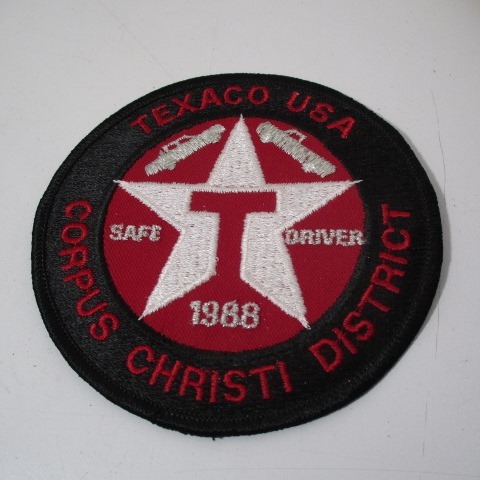 TEXACO USA
SAFE DRIVER
T
1988
CORPUS CHRISTI DISTRICT